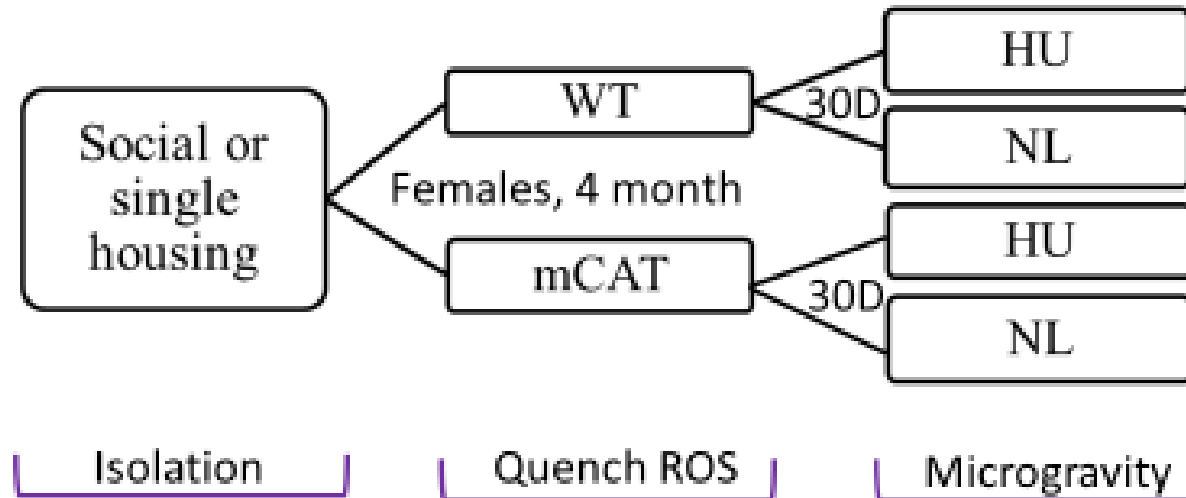 Social or
single
housing
WT
Females, 4 month
mCAT
30D
30D
HU
NL
HU
NL
Isolation
Quench ROS
Microgravity